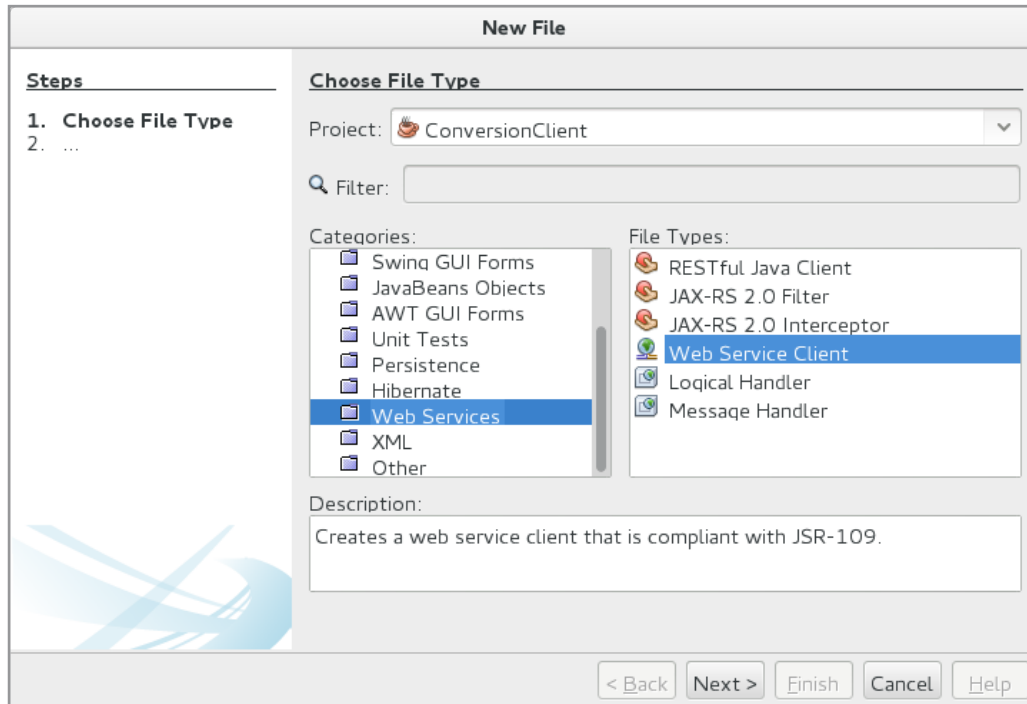 New File
Steps
1. Choose File Type
2. ...
Choose File Type
Project: ConversionClient
Filter:
Categories:
Swing GUI Forms
JavaBeans Objects
AWT GUI Forms
Unit Tests
Persistence
Hibernate
Web Services
XML
Other
File Types:
RESTful Java Client
JAX-RS 2.0 Filter
JAX-RS 2.0 Interceptor
Web Service Client
Logical Handler
Message Handler
Description:
Creates a web service client that is compliant with JSR-109.
< Back Next > Finish Cancel Help